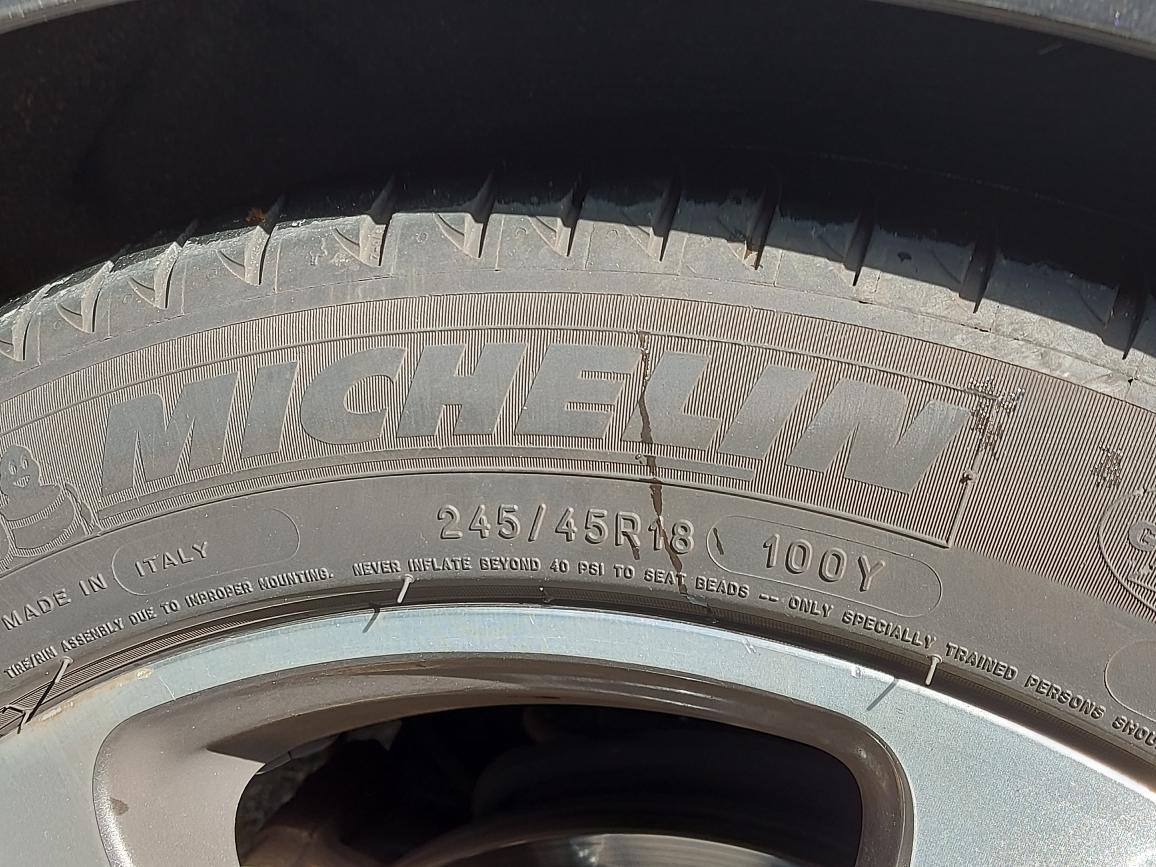 MICHELIN
245/45R18 100Y
MADE IN ITALY
TIRE/RIM ASSEMBLY DUE TO IMPROPER MOUNTING. NEVER INFLATE BEYOND 40 PSI TO SEAT BEADS -- ONLY SPECIALLY TRAINED PERSONS